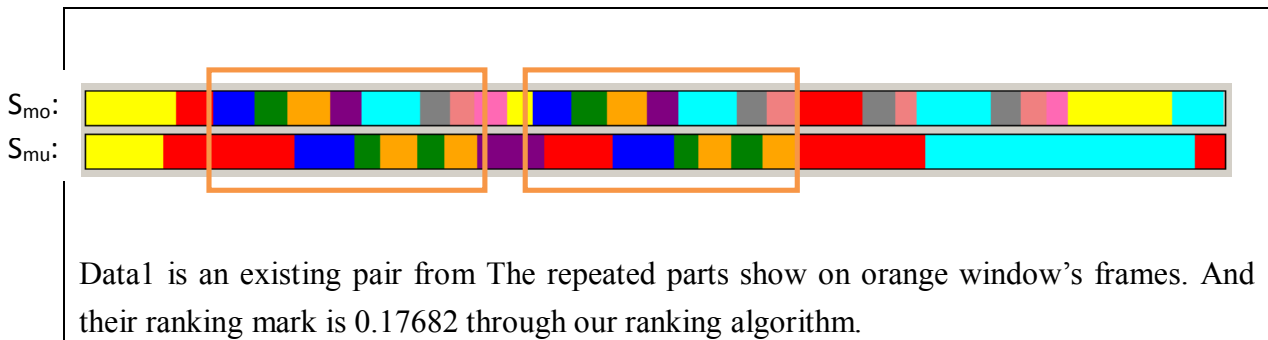 Smo:
Smu:
Data1 is an existing pair from The repeated parts show on orange window’s frames. And
their ranking mark is 0.17682 through our ranking algorithm.